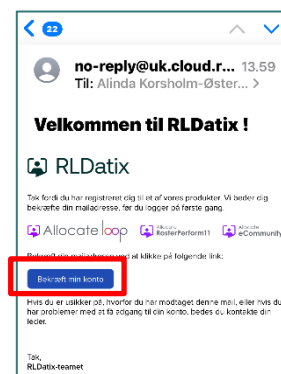 22
no-reply@uk.cloud.r... 13.59
Til: Alinda Korsholm-Øster... >
Velkommen til RLDatix !
RLDatix
Tak fordi du har registreret dig til et af vores produkter. Vi beder dig
bekræfte din mailadresse, før du logger på første gang.
Allocate loop Allocate RosterPerform11 Allocate eCommunity
Bekræft din mailadresse ved at klikke på følgende link:
Bekræft min konto
Hvis du er usikker på, hvorfor du har modtaget denne mail, eller hvis du
har problemer med at få adgang til din konto, bedes du kontakte din
leder.
Tak,
RLDatix-teamet